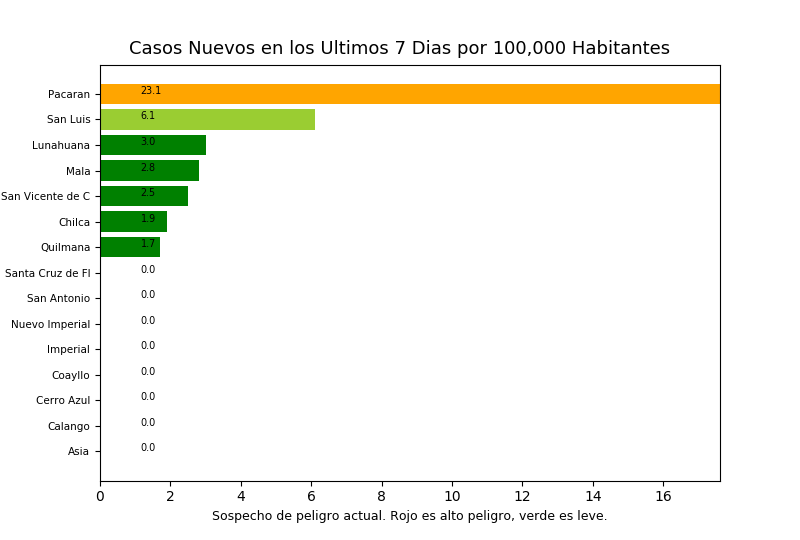 Casos Nuevos en los Ultimos 7 Dias por 100,000 Habitantes
Pacaran 23.1
San Luis 6.1
Lunahuana 3.0
Mala 2.8
San Vicente de C 2.5
Chilca 1.9
Quilmana 1.7
Santa Cruz de Fl 0.0
San Antonio 0.0
Nuevo Imperial 0.0
Imperial 0.0
Coayllo 0.0
Cerro Azul 0.0
Calango 0.0
Asia 0.0
0 2 4 6 8 10 12 14 16
Sospecho de peligro actual. Rojo es alto peligro, verde es leve.